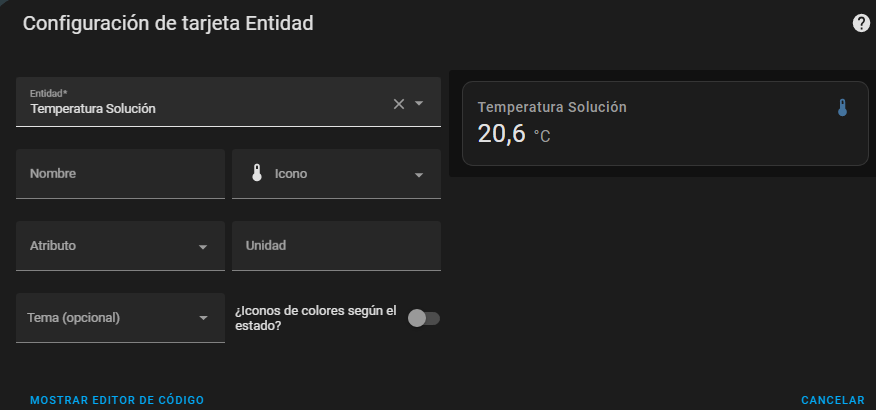 Configuración de tarjeta Entidad
?
Entidad*
Temperatura Solución
Temperatura Solución
20,6 °C
Nombre
Icono
Atributo
Unidad
Tema (opcional)
¿Iconos de colores según el
estado?
MOSTRAR EDITOR DE CÓDIGO
CANCELAR